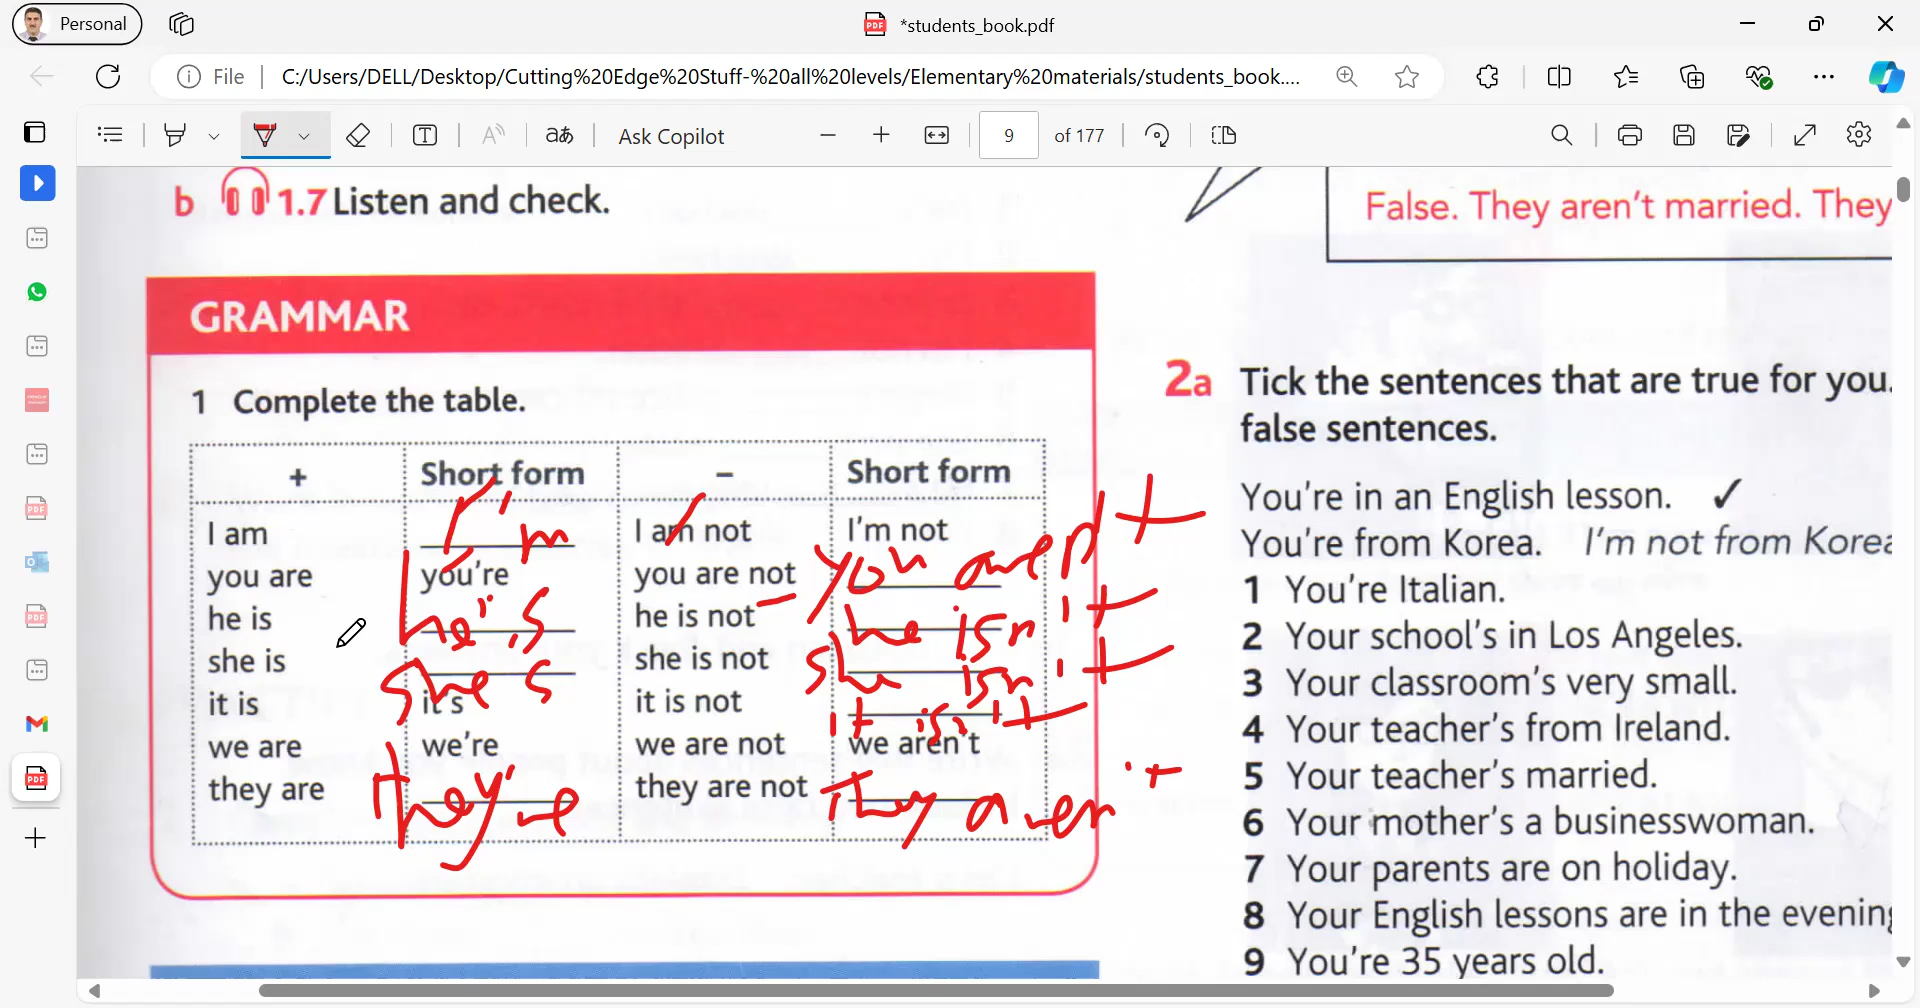 Personal
*students_book.pdf
File
C:/Users/DELL/Desktop/Cutting%20Edge%20Stuff-%20all%20levels/Elementary%20materials/students_book....
Ask Copilot
9 of 177
b 1.7 Listen and check.
False. They aren't married. They
GRAMMAR
1 Complete the table.
+ Short form – Short form
I am I'm I am not I'm not
you are you're you are not you aren't
he is he's he is not he isn't
she is she's she is not she isn't
it is it's it is not it isn't
we are we're we are not we aren't
they are they're they are not they aren't
2a Tick the sentences that are true for you.
false sentences.
You're in an English lesson. ✓
You're from Korea. I'm not from Korea
1 You're Italian.
2 Your school's in Los Angeles.
3 Your classroom's very small.
4 Your teacher's from Ireland.
5 Your teacher's married.
6 Your mother's a businesswoman.
7 Your parents are on holiday.
8 Your English lessons are in the evening
9 You're 35 years old.